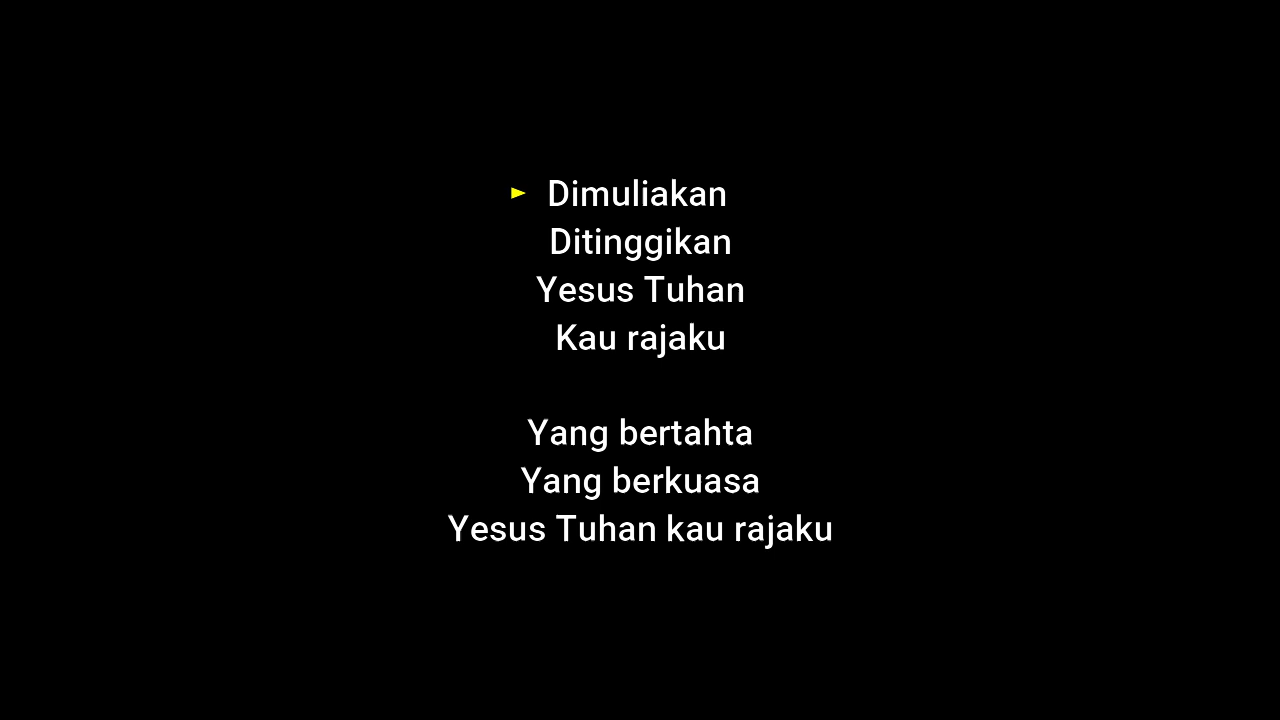 ► Dimuliakan
Ditinggikan
Yesus Tuhan
Kau rajaku
Yang bertahta
Yang berkuasa
Yesus Tuhan kau rajaku